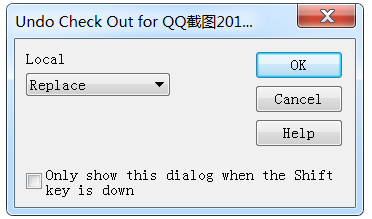 Undo Check Out for QQ截图201...
Local
Replace
OK
Cancel
Help
Only show this dialog when the Shift
key is down